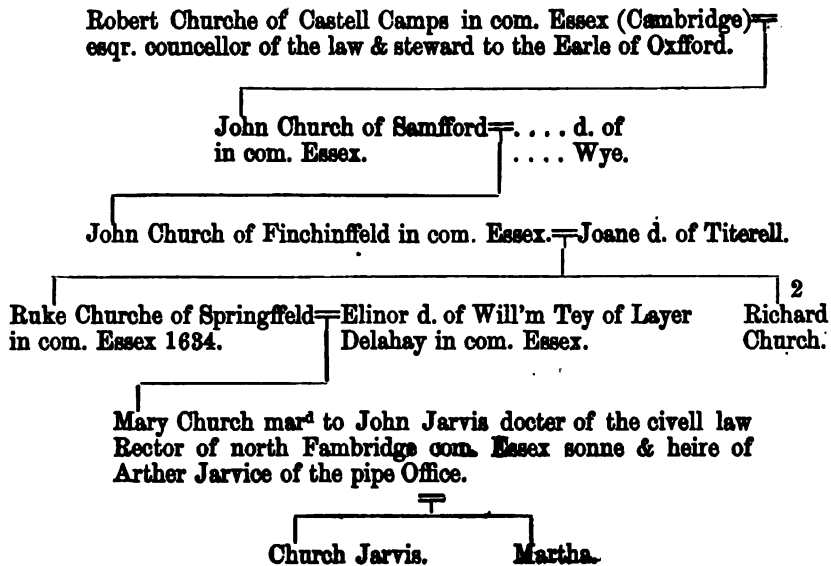 Robert Churche of Castell Camps in com. Essex (Cambridge)
esqr. councellor of the law & steward to the Earle of Oxfford.
John Church of Samfford=.... d. of
in com. Essex. .... Wye.
John Church of Finchinffeld in com. Essex.=Joane d. of Titerell.
2
Ruke Churche of Springffeld=Elinor d. of Will'm Tey of Layer Richard
in com. Essex 1634. Delahay in com. Essex. Church.
Mary Church marᵈ to John Jarvis docter of the civell law
Rector of north Fambridge com. Essex sonne & heire of
Arther Jarvice of the pipe Office.
Church Jarvis. Martha.